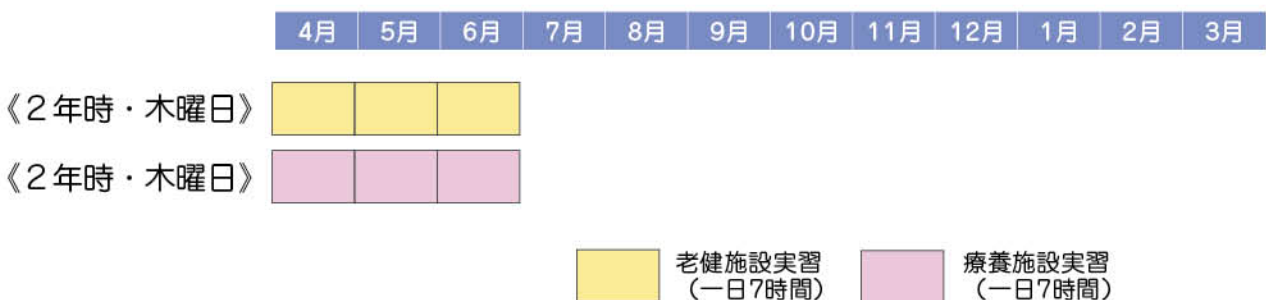 4月 5月 6月 7月 8月 9月 10月 11月 12月 1月 2月 3月
《2年時・木曜日》
《2年時・木曜日》
老健施設実習
(一日7時間)
療養施設実習
(一日7時間)